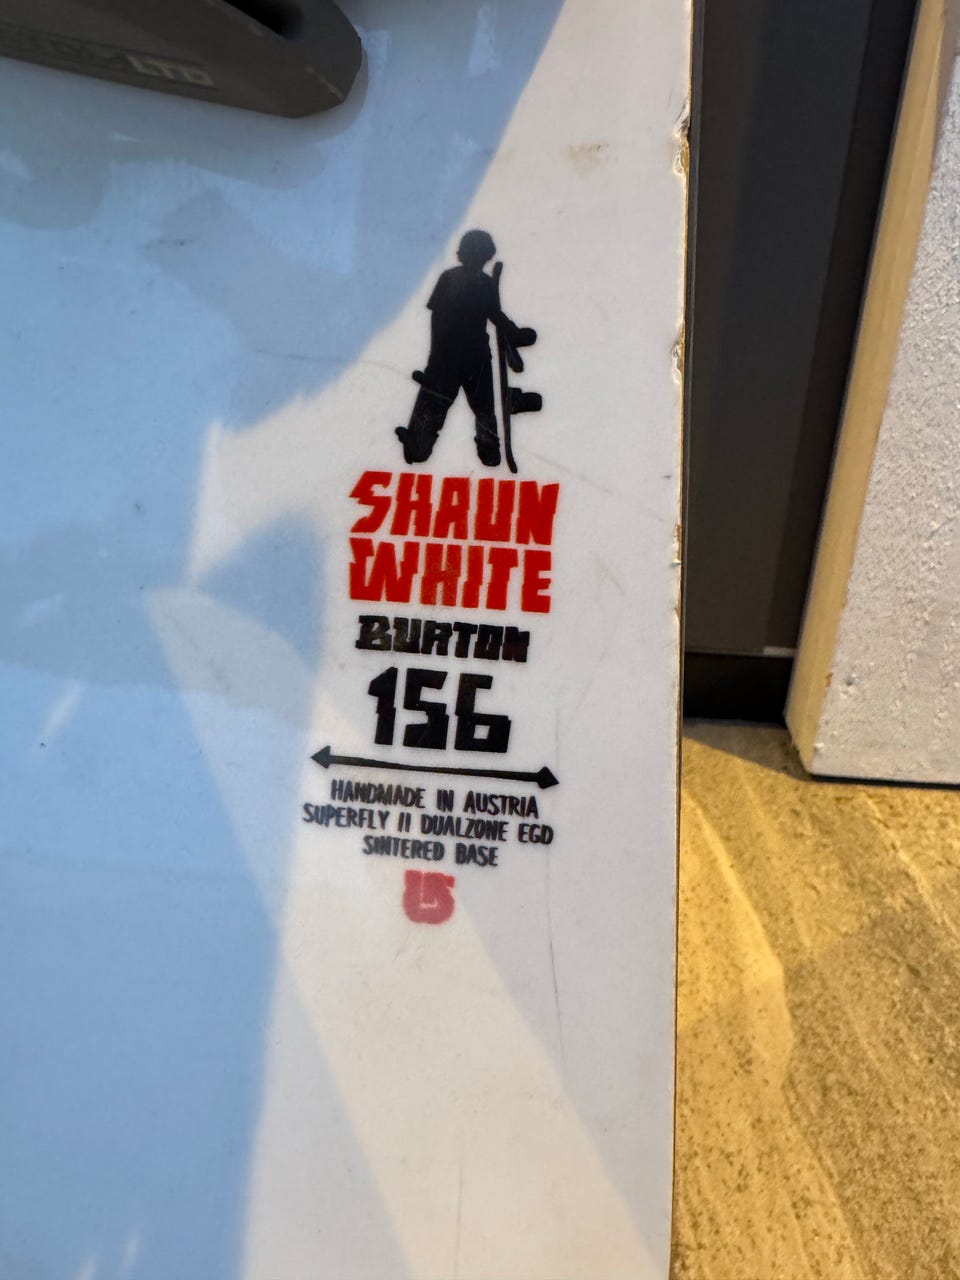 LTD
SHAUN
WHITE
BURTON
156
HANDMADE IN AUSTRIA
SUPERFLY II DUALZONE EGD
SINTERED BASE